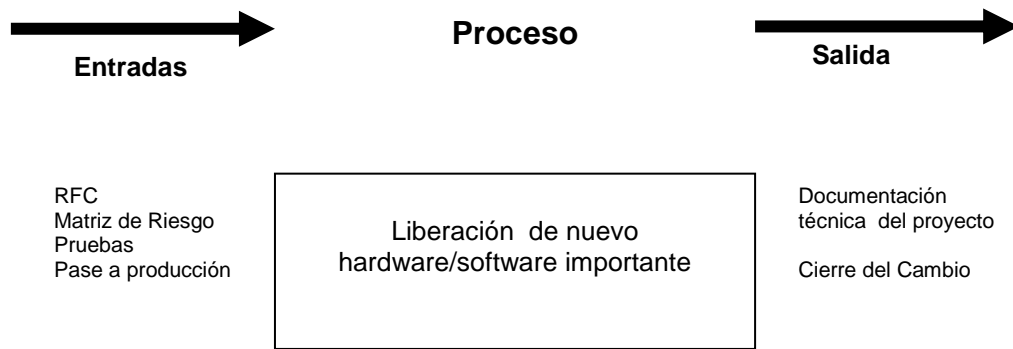 Proceso
Entradas
Salida
RFC
Matriz de Riesgo
Pruebas
Pase a producción
Liberación de nuevo
hardware/software importante
Documentación
técnica del proyecto
Cierre del Cambio